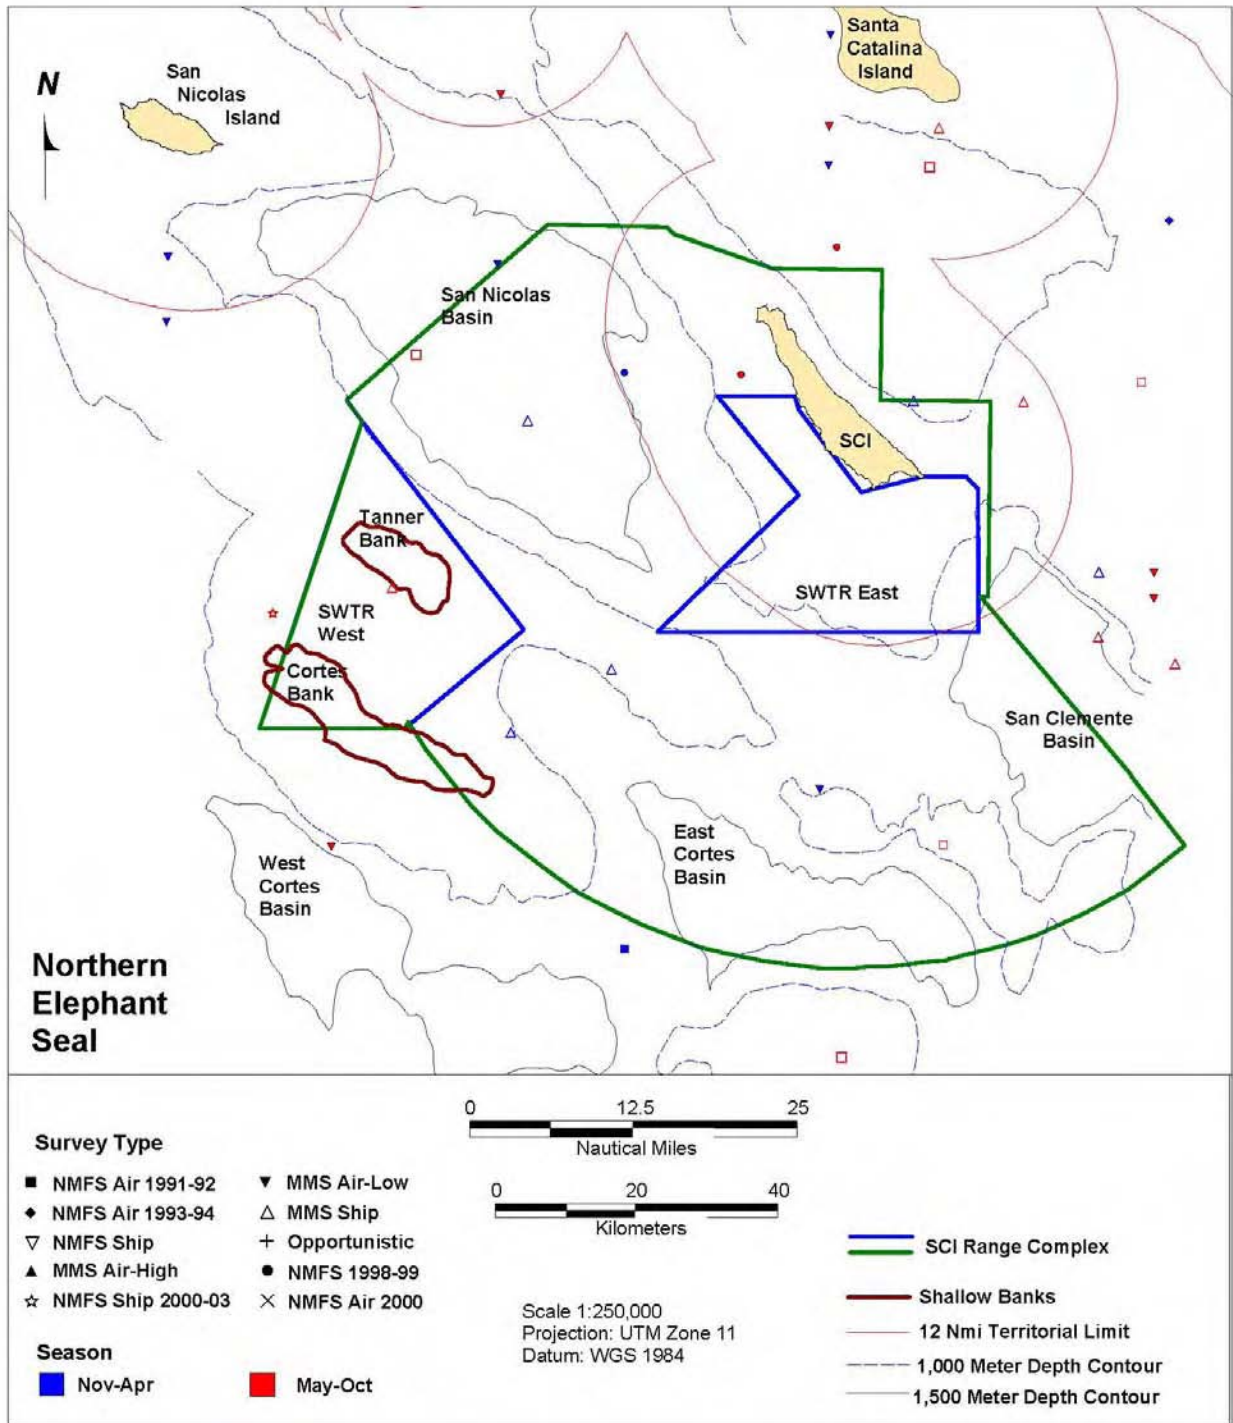 Santa
Catalina
Island
San
Nicolas
Island
N
San Nicolas
Basin
SCI
Tanner
Bank
SWTR East
SWTR
West
Cortes
Bank
San Clemente
Basin
East
Cortes
Basin
West
Cortes
Basin
Northern
Elephant
Seal
0 12.5 25
Nautical Miles
0 20 40
Kilometers
Survey Type
NMFS Air 1991-92
NMFS Air 1993-94
NMFS Ship
MMS Air-High
NMFS Ship 2000-03
MMS Air-Low
MMS Ship
Opportunistic
NMFS 1998-99
NMFS Air 2000
Season
Nov-Apr
May-Oct
Scale 1:250,000
Projection: UTM Zone 11
Datum: WGS 1984
SCI Range Complex
Shallow Banks
12 Nmi Territorial Limit
1,000 Meter Depth Contour
1,500 Meter Depth Contour